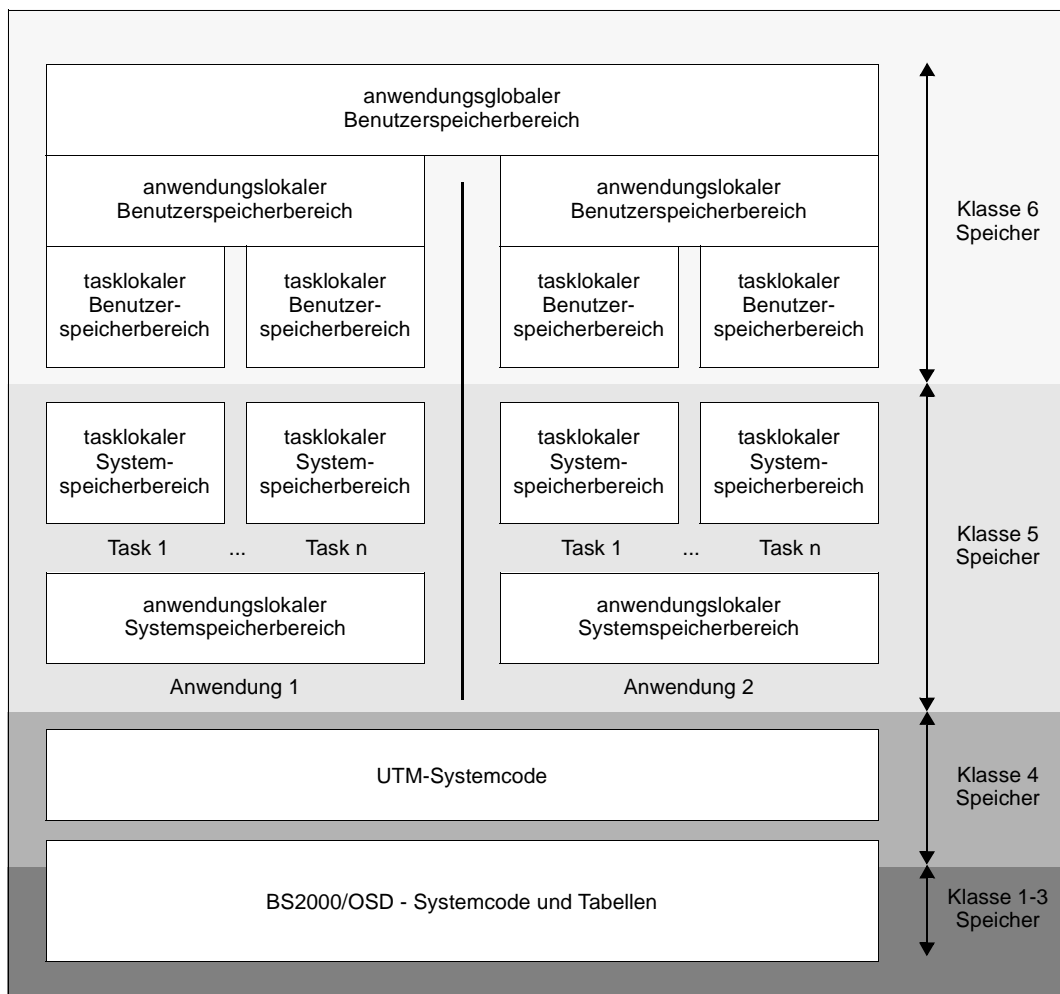 anwendungsglobaler
Benutzerspeicherbereich
anwendungslokaler
Benutzerspeicherbereich
anwendungslokaler
Benutzerspeicherbereich
Klasse 6
Speicher
tasklokaler
Benutzer-
speicherbereich
tasklokaler
Benutzer-
speicherbereich
tasklokaler
Benutzer-
speicherbereich
tasklokaler
Benutzer-
speicherbereich
tasklokaler
System-
speicherbereich
tasklokaler
System-
speicherbereich
tasklokaler
System-
speicherbereich
tasklokaler
System-
speicherbereich
Klasse 5
Speicher
Task 1 ... Task n
Task 1 ... Task n
anwendungslokaler
Systemspeicherbereich
anwendungslokaler
Systemspeicherbereich
Anwendung 1
Anwendung 2
UTM-Systemcode
Klasse 4
Speicher
BS2000/OSD - Systemcode und Tabellen
Klasse 1-3
Speicher